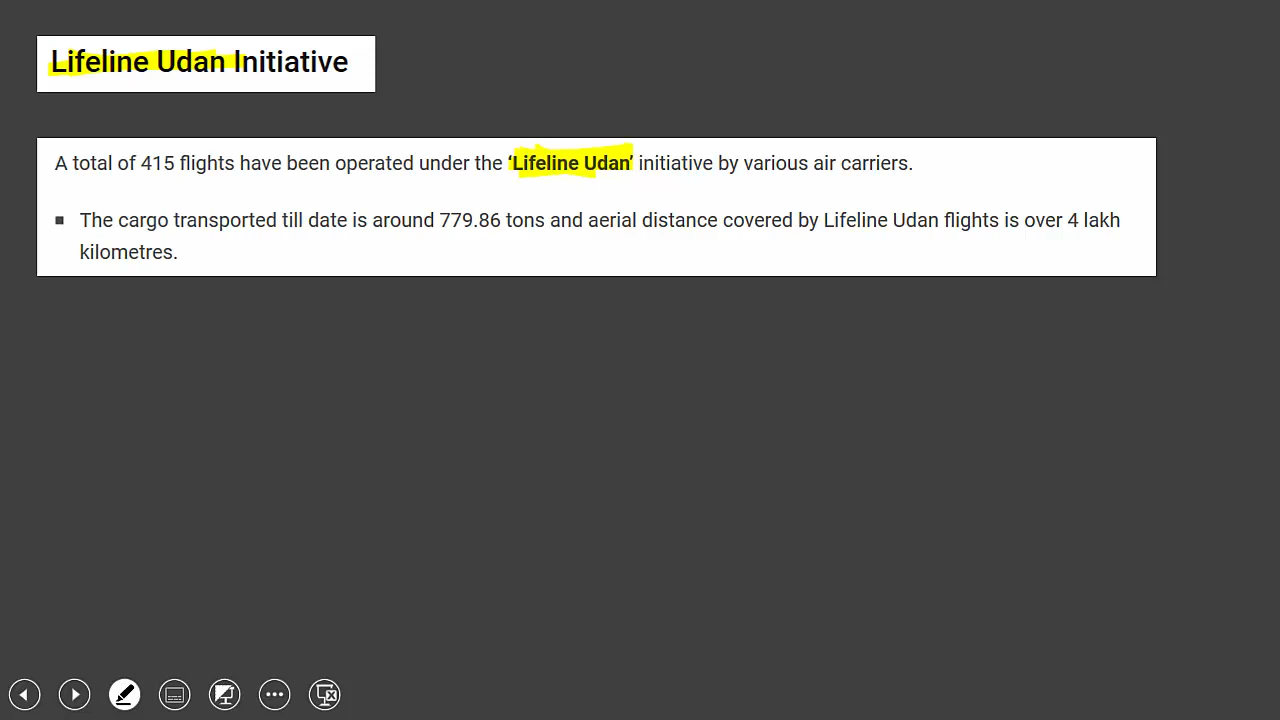 Lifeline Udan Initiative
A total of 415 flights have been operated under the ‘Lifeline Udan’ initiative by various air carriers.
▪ The cargo transported till date is around 779.86 tons and aerial distance covered by Lifeline Udan flights is over 4 lakh
kilometres.